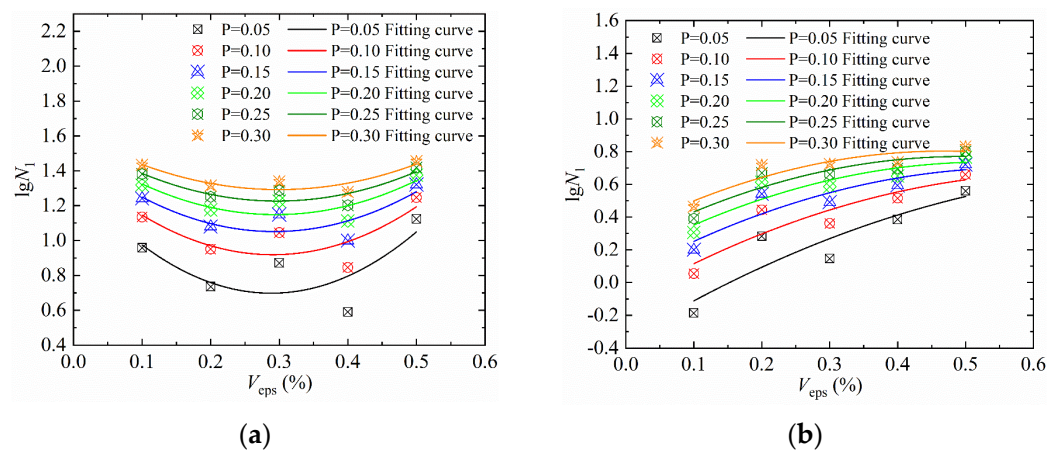 2.2
2.0
1.8
1.6
1.4
1.2
1.0
0.8
0.6
0.4
lgN₁
P=0.05 P=0.05 Fitting curve
P=0.10 P=0.10 Fitting curve
P=0.15 P=0.15 Fitting curve
P=0.20 P=0.20 Fitting curve
P=0.25 P=0.25 Fitting curve
P=0.30 P=0.30 Fitting curve
0.0 0.1 0.2 0.3 0.4 0.5 0.6
Veps (%)
(a)
1.6
1.4
1.2
1.0
0.8
0.6
0.4
0.2
0.0
-0.2
-0.4
lgN₁
P=0.05 P=0.05 Fitting curve
P=0.10 P=0.10 Fitting curve
P=0.15 P=0.15 Fitting curve
P=0.20 P=0.20 Fitting curve
P=0.25 P=0.25 Fitting curve
P=0.30 P=0.30 Fitting curve
0.0 0.1 0.2 0.3 0.4 0.5 0.6
Veps (%)
(b)